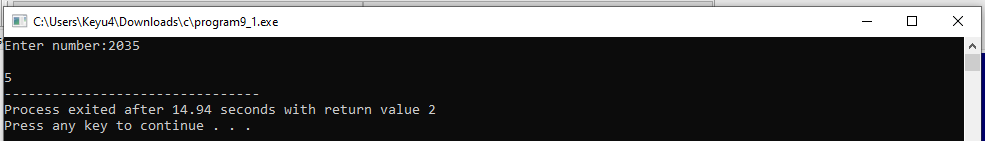 C:\Users\Keyu4\Downloads\c\program9_1.exe
Enter number:2035
5
--------------------------------
Process exited after 14.94 seconds with return value 2
Press any key to continue . . .